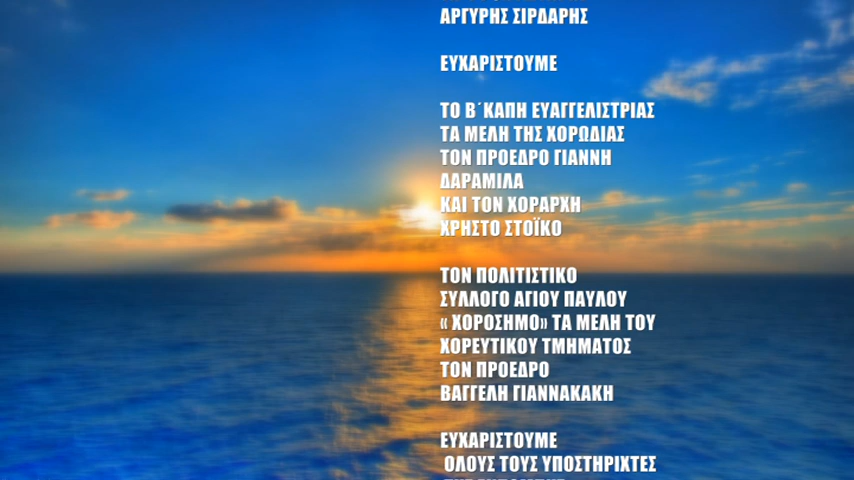 ΑΡΓΥΡΗΣ ΣΙΡΔΑΡΗΣ
ΕΥΧΑΡΙΣΤΟΥΜΕ
ΤΟ Β΄ΚΑΠΗ ΕΥΑΓΓΕΛΙΣΤΡΙΑΣ
ΤΑ ΜΕΛΗ ΤΗΣ ΧΟΡΩΔΙΑΣ
ΤΟΝ ΠΡΟΕΔΡΟ ΓΙΑΝΝΗ
ΔΑΡΑΜΙΛΑ
ΚΑΙ ΤΟΝ ΧΟΡΑΡΧΗ
ΧΡΗΣΤΟ ΣΤΟΪΚΟ
ΤΟΝ ΠΟΛΙΤΙΣΤΙΚΟ
ΣΥΛΛΟΓΟ ΑΓΙΟΥ ΠΑΥΛΟΥ
« ΧΟΡΟΣΗΜΟ» ΤΑ ΜΕΛΗ ΤΟΥ
ΧΟΡΕΥΤΙΚΟΥ ΤΜΗΜΑΤΟΣ
ΤΟΝ ΠΡΟΕΔΡΟ
ΒΑΓΓΕΛΗ ΓΙΑΝΝΑΚΑΚΗ
ΕΥΧΑΡΙΣΤΟΥΜΕ
ΟΛΟΥΣ ΤΟΥΣ ΥΠΟΣΤΗΡΙΧΤΕΣ